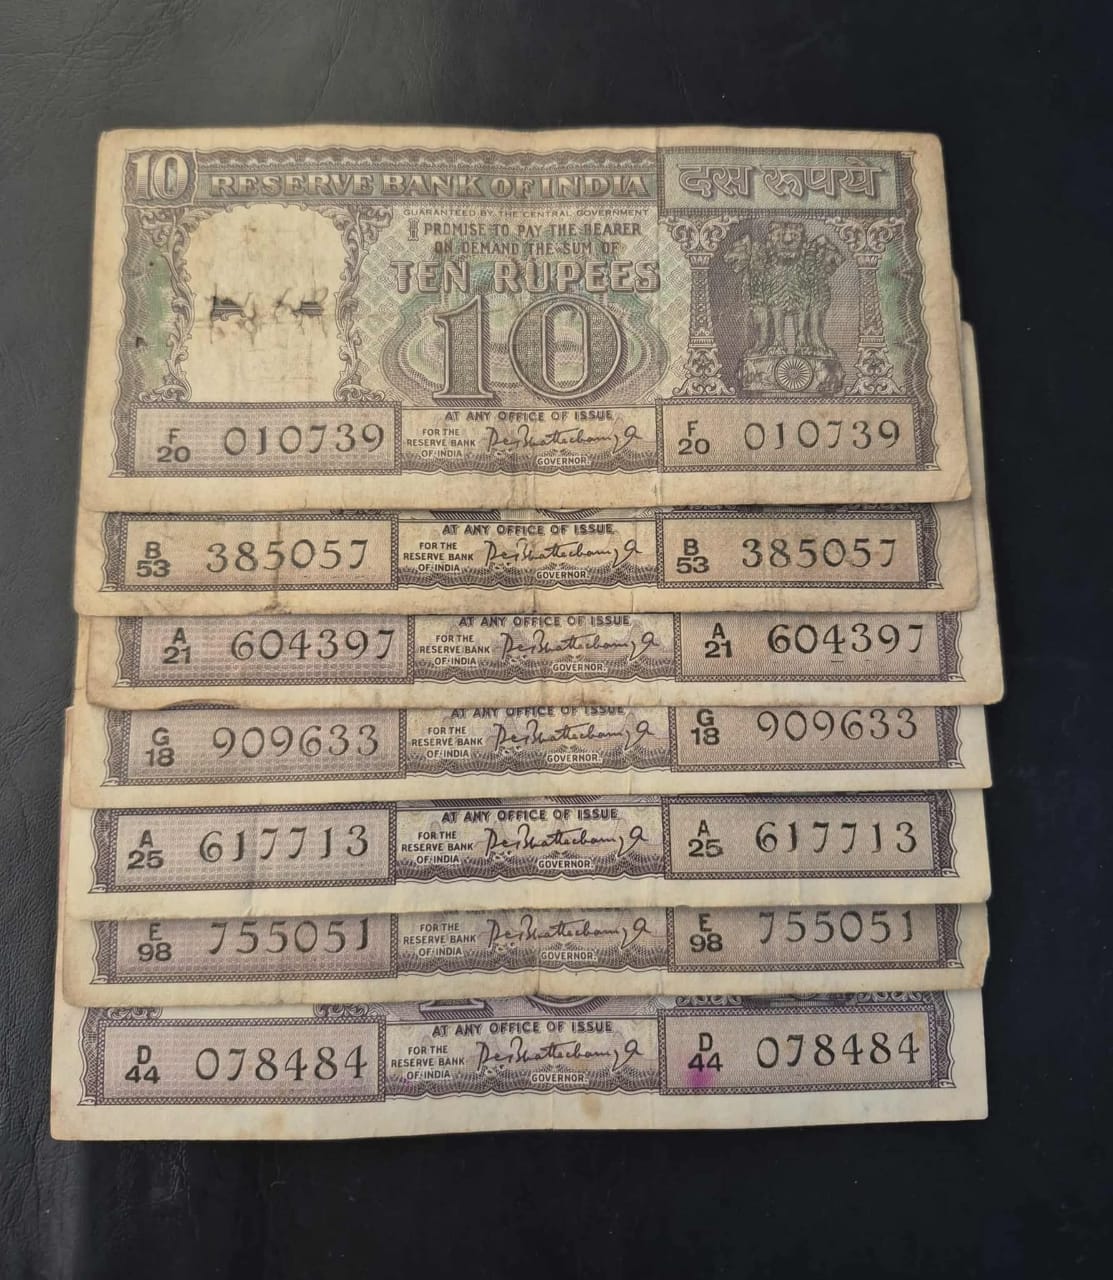 10 RESERVE BANK OF INDIA दस रूपये
GUARANTEED BY THE CENTRAL GOVERNMENT
I PROMISE TO PAY THE BEARER
ON DEMAND THE SUM OF
TEN RUPEES
10
AT ANY OFFICE OF ISSUE
F
20 010739
FOR THE
RESERVE BANK
OF INDIA
GOVERNOR.
F
20 010739
AT ANY OFFICE OF ISSUE
B
53 385057
FOR THE
RESERVE BANK
OF INDIA
GOVERNOR.
B
53 385057
AT ANY OFFICE OF ISSUE
A
21 604397
FOR THE
RESERVE BANK
OF INDIA
GOVERNOR.
A
21 604397
AT ANY OFFICE OF ISSUE
G
18 909633
FOR THE
RESERVE BANK
OF INDIA
GOVERNOR.
G
18 909633
AT ANY OFFICE OF ISSUE
A
25 617713
FOR THE
RESERVE BANK
OF INDIA
GOVERNOR.
A
25 617713
E
98 755051
FOR THE
RESERVE BANK
OF INDIA
GOVERNOR.
E
98 755051
AT ANY OFFICE OF ISSUE
D
44 078484
FOR THE
RESERVE BANK
OF INDIA
GOVERNOR.
D
44 078484